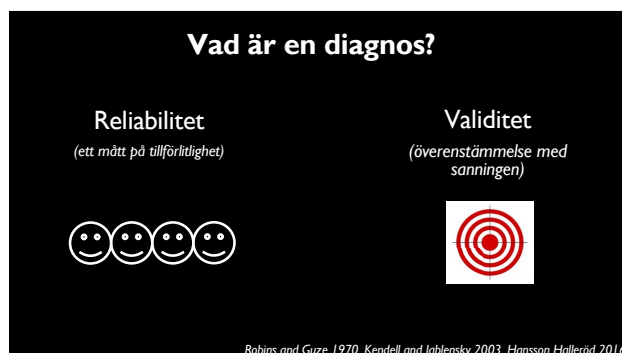 Vad är en diagnos?
Reliabilitet
(ett mått på tillförlitlighet)
Validitet
(överenstämmelse med
sanningen)
Robins and Guze 1970, Kendell and Jablensky 2003, Hansson Halleröd 2016